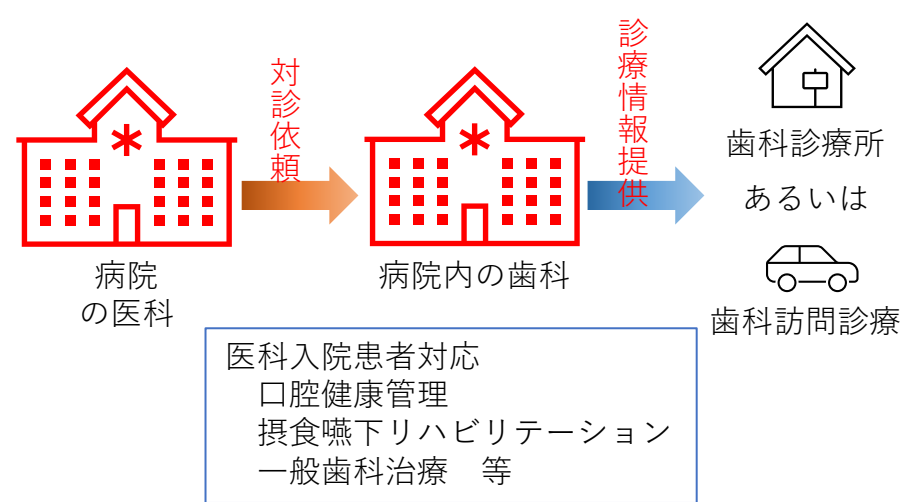 対診依頼
診療情報提供
病院
の医科
病院内の歯科
歯科診療所
あるいは
歯科訪問診療
医科入院患者対応
口腔健康管理
摂食嚥下リハビリテーション
一般歯科治療　等